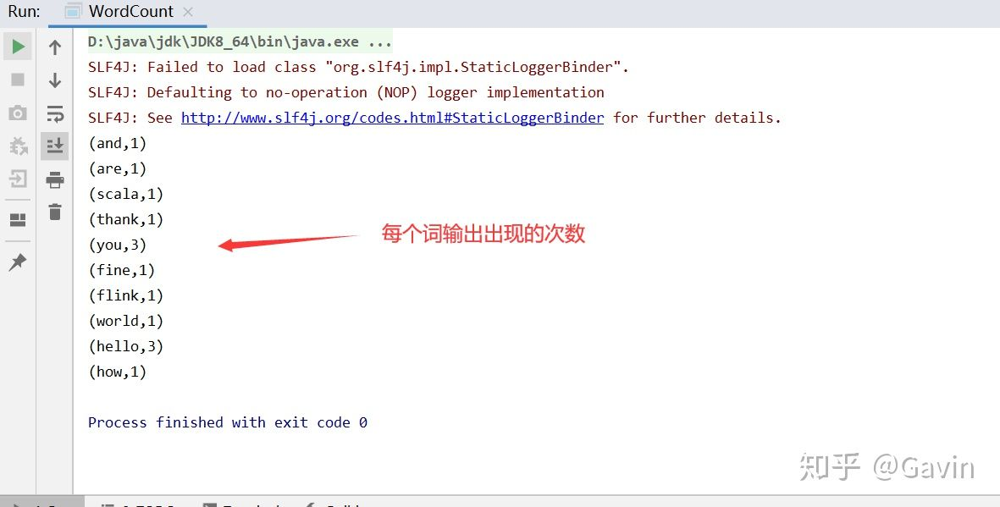 Run: WordCount
D:\java\jdk\JDK8_64\bin\java.exe ...
SLF4J: Failed to load class "org.slf4j.impl.StaticLoggerBinder".
SLF4J: Defaulting to no-operation (NOP) logger implementation
SLF4J: See http://www.slf4j.org/codes.html#StaticLoggerBinder for further details.
(and,1)
(are,1)
(scala,1)
(thank,1)
每个词输出出现的次数
(you,3)
(fine,1)
(flink,1)
(world,1)
(hello,3)
(how,1)
Process finished with exit code 0
知乎 @Gavin